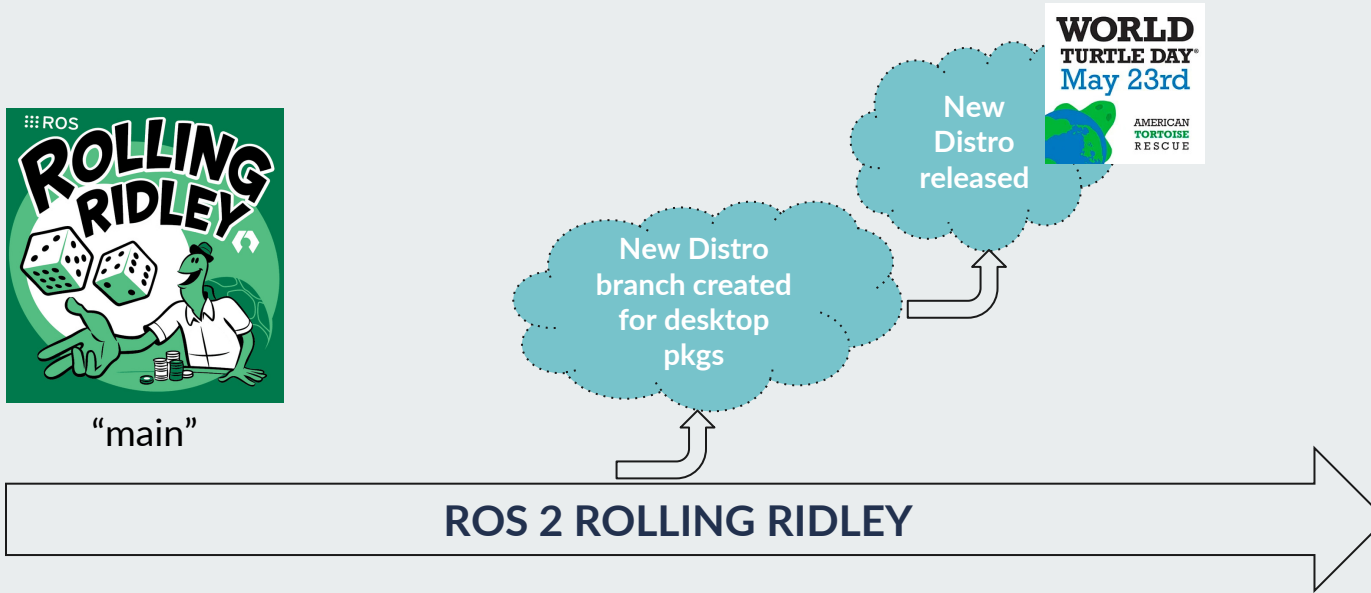 ROS
ROLLING
RIDLEY
“main”
New Distro
branch created
for desktop
pkgs
New
Distro
released
WORLD
TURTLE DAY®
May 23rd
AMERICAN
TORTOISE
RESCUE
ROS 2 ROLLING RIDLEY